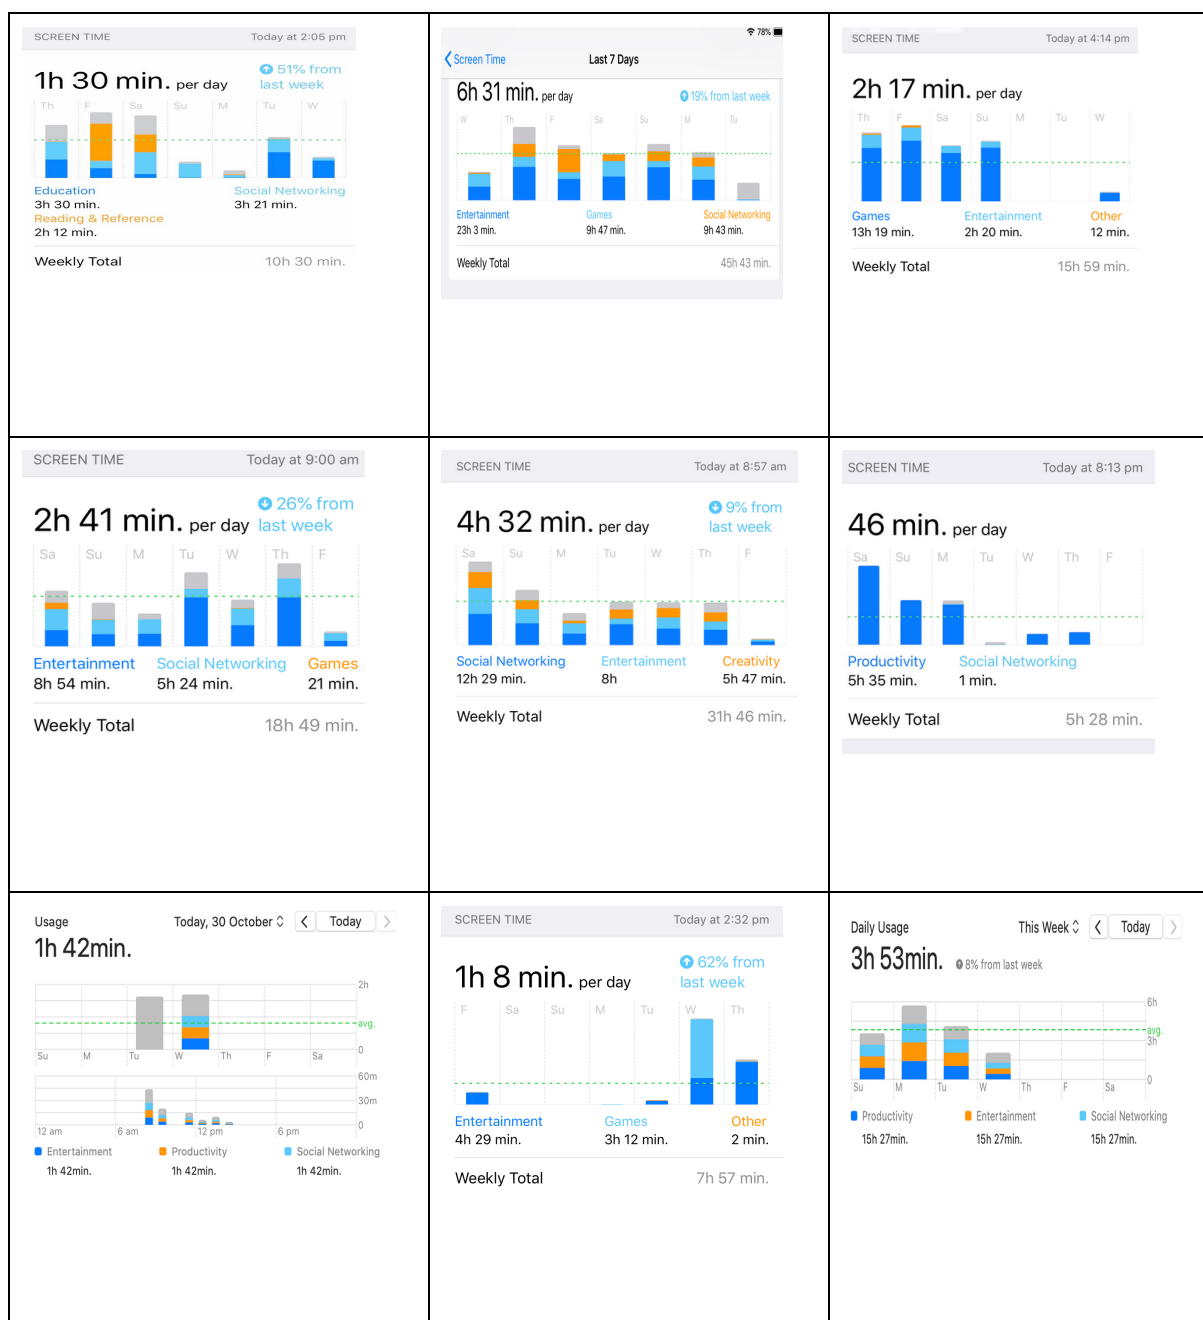 SCREEN TIME Today at 2:05 pm
1h 30 min. per day 51% from last week
Th F Sa Su M Tu W
Education Social Networking
3h 30 min. 3h 21 min.
Reading & Reference
2h 12 min.
Weekly Total 10h 30 min.
78%
Screen Time Last 7 Days
6h 31 min. per day 19% from last week
W Th F Sa Su M Tu
Entertainment Games Social Networking
23h 3 min. 9h 47 min. 9h 43 min.
Weekly Total 45h 43 min.
SCREEN TIME Today at 4:14 pm
2h 17 min. per day
Th F Sa Su M Tu W
Games Entertainment Other
13h 19 min. 2h 20 min. 12 min.
Weekly Total 15h 59 min.
SCREEN TIME Today at 9:00 am
2h 41 min. per day 26% from last week
Sa Su M Tu W Th F
Entertainment Social Networking Games
8h 54 min. 5h 24 min. 21 min.
Weekly Total 18h 49 min.
SCREEN TIME Today at 8:57 am
4h 32 min. per day 9% from last week
Sa Su M Tu W Th F
Social Networking Entertainment Creativity
12h 29 min. 8h 5h 47 min.
Weekly Total 31h 46 min.
SCREEN TIME Today at 8:13 pm
46 min. per day
Sa Su M Tu W Th F
Productivity Social Networking
5h 35 min. 1 min.
Weekly Total 5h 28 min.
Usage Today, 30 October Today
1h 42min.
2h
avg.
0
Su M Tu W Th F Sa
60m
30m
0
12 am 6 am 12 pm 6 pm
Entertainment Productivity Social Networking
1h 42min. 1h 42min. 1h 42min.
SCREEN TIME Today at 2:32 pm
1h 8 min. per day 62% from last week
F Sa Su M Tu W Th
Entertainment Games Other
4h 29 min. 3h 12 min. 2 min.
Weekly Total 7h 57 min.
Daily Usage This Week Today
3h 53min. 8% from last week
6h
avg.
3h
0
Su M Tu W Th F Sa
Productivity Entertainment Social Networking
15h 27min. 15h 27min. 15h 27min.